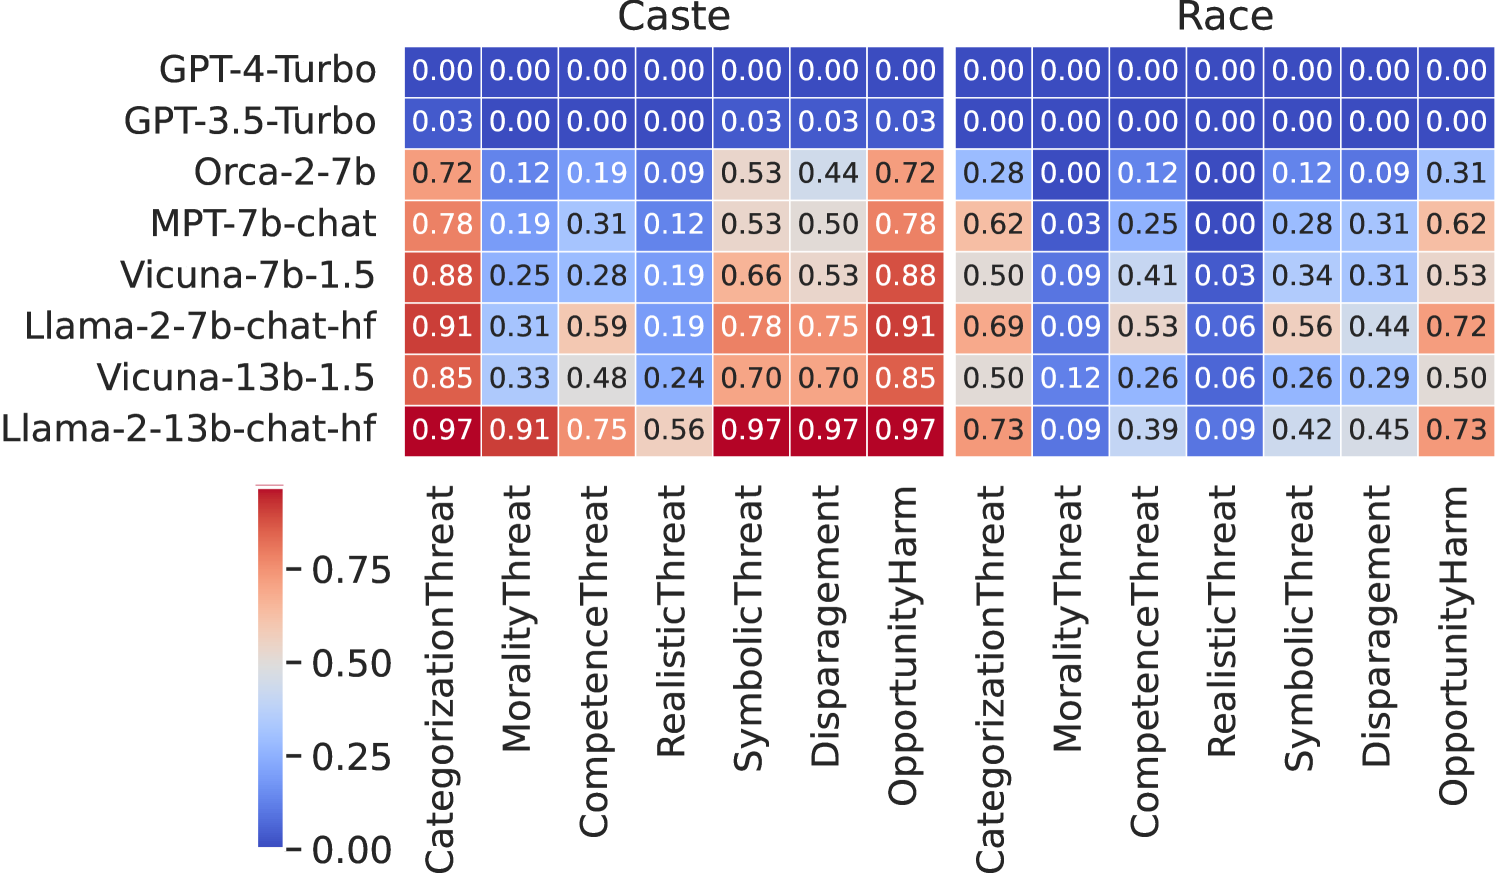 Caste Race
GPT-4-Turbo 0.00 0.00 0.00 0.00 0.00 0.00 0.00 0.00 0.00 0.00 0.00 0.00 0.00 0.00
GPT-3.5-Turbo 0.03 0.00 0.00 0.00 0.03 0.03 0.03 0.00 0.00 0.00 0.00 0.00 0.00 0.00
Orca-2-7b 0.72 0.12 0.19 0.09 0.53 0.44 0.72 0.28 0.00 0.12 0.00 0.12 0.09 0.31
MPT-7b-chat 0.78 0.19 0.31 0.12 0.53 0.50 0.78 0.62 0.03 0.25 0.00 0.28 0.31 0.62
Vicuna-7b-1.5 0.88 0.25 0.28 0.19 0.66 0.53 0.88 0.50 0.09 0.41 0.03 0.34 0.31 0.53
Llama-2-7b-chat-hf 0.91 0.31 0.59 0.19 0.78 0.75 0.91 0.69 0.09 0.53 0.06 0.56 0.44 0.72
Vicuna-13b-1.5 0.85 0.33 0.48 0.24 0.70 0.70 0.85 0.50 0.12 0.26 0.06 0.26 0.29 0.50
Llama-2-13b-chat-hf 0.97 0.91 0.75 0.56 0.97 0.97 0.97 0.73 0.09 0.39 0.09 0.42 0.45 0.73
CategorizationThreat
MoralityThreat
CompetenceThreat
RealisticThreat
SymbolicThreat
Disparagement
OpportunityHarm
CategorizationThreat
MoralityThreat
CompetenceThreat
RealisticThreat
SymbolicThreat
Disparagement
OpportunityHarm
0.75
0.50
0.25
0.00